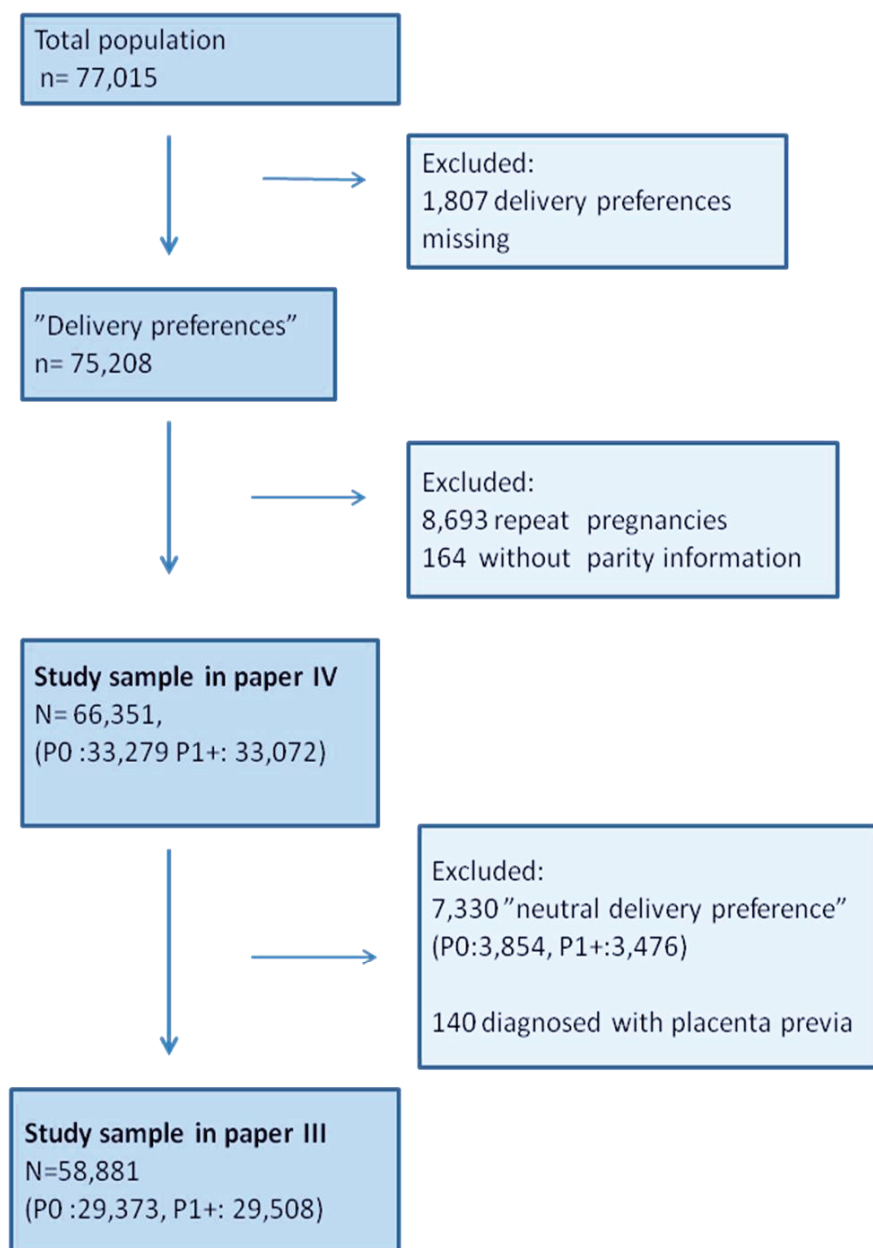 Total population
n= 77,015
Excluded:
1,807 delivery preferences
missing
”Delivery preferences”
n= 75,208
Excluded:
8,693 repeat pregnancies
164 without parity information
Study sample in paper IV
N= 66,351,
(P0 :33,279 P1+: 33,072)
Excluded:
7,330 ”neutral delivery preference”
(P0:3,854, P1+:3,476)
140 diagnosed with placenta previa
Study sample in paper III
N=58,881
(P0 :29,373, P1+: 29,508)